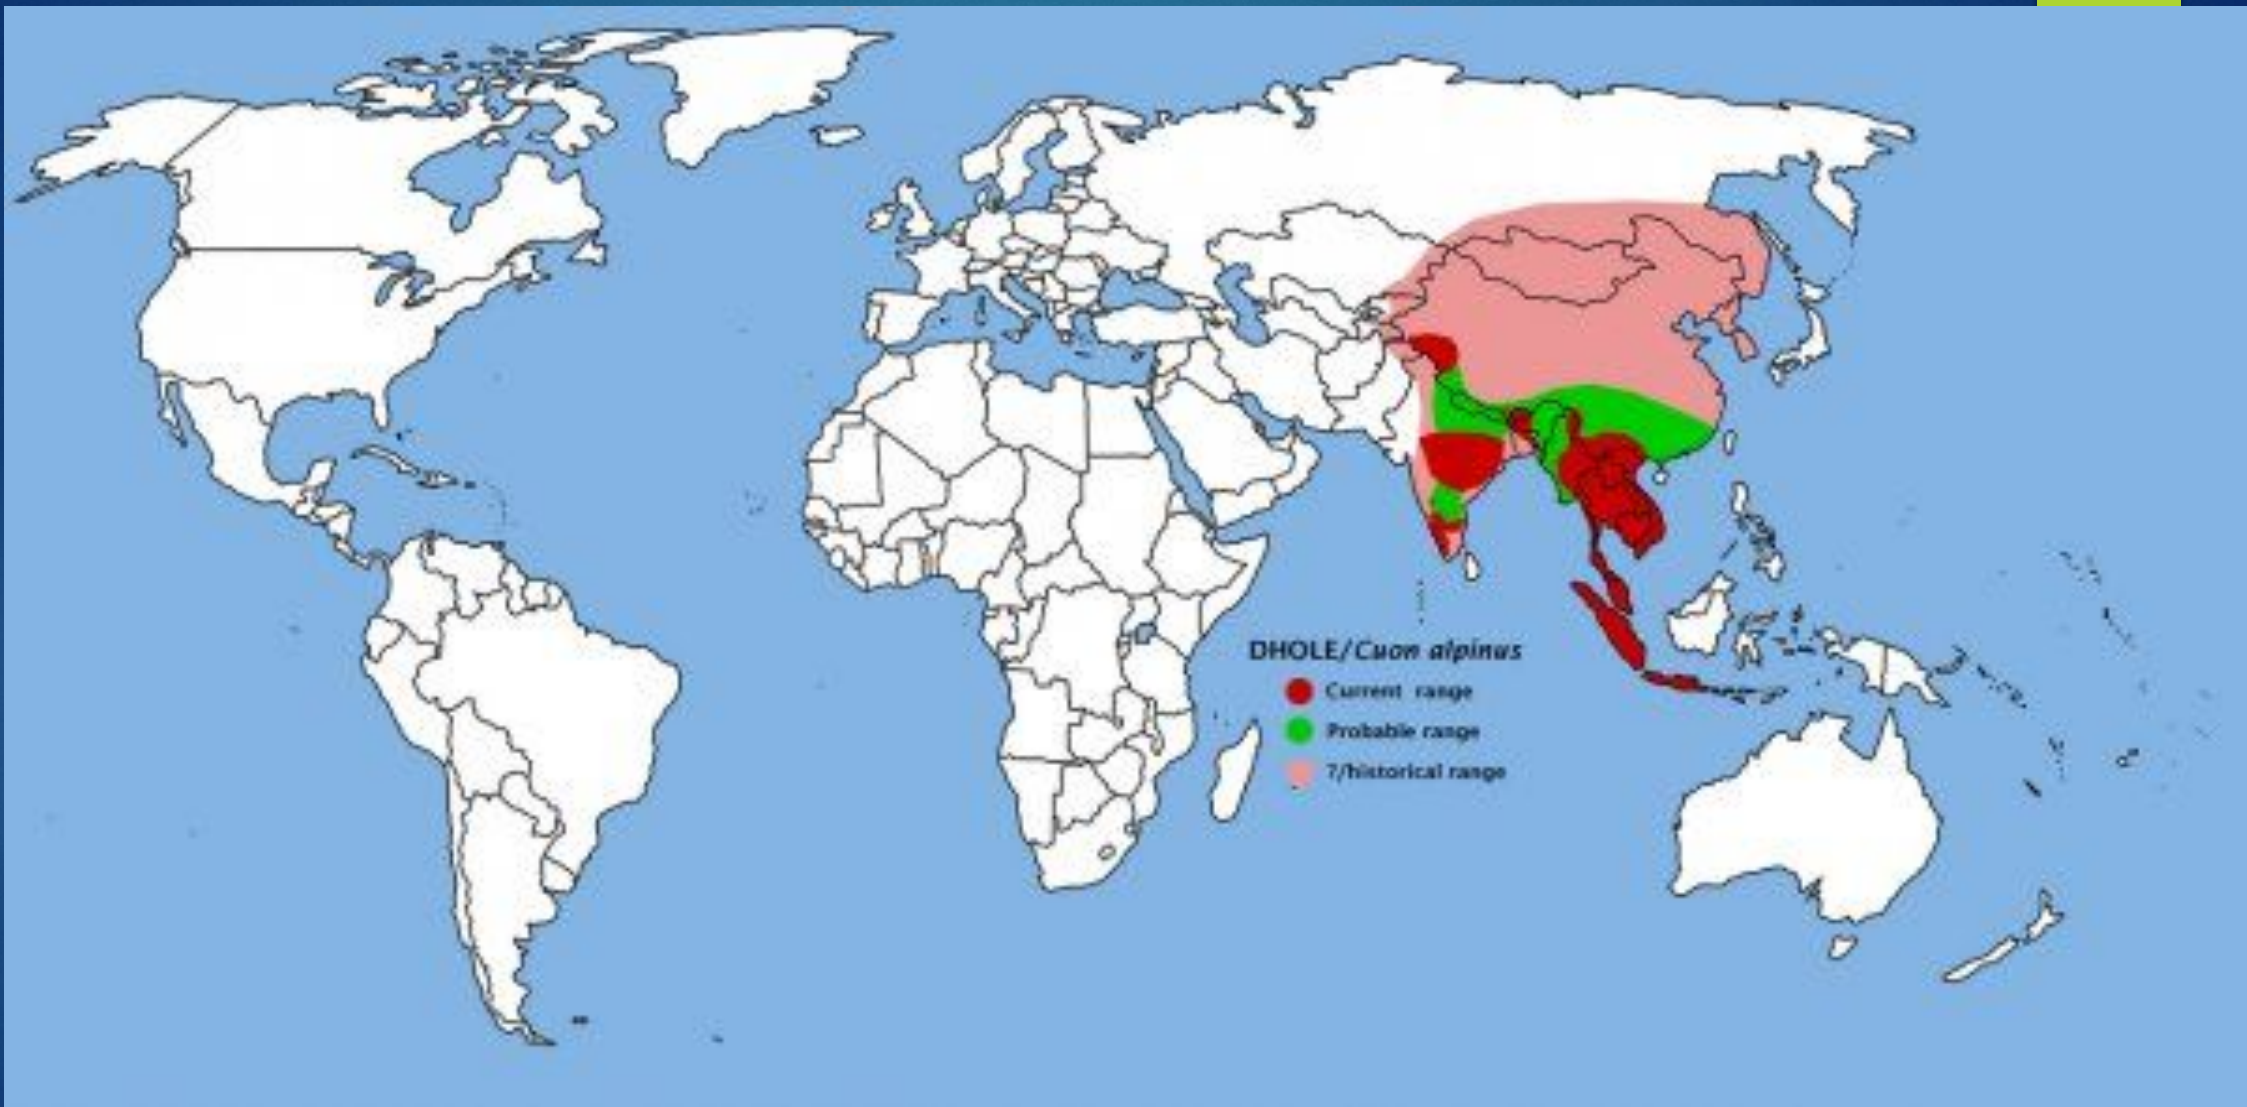 DHOLE/Cuon alpinus
Current range
Probable range
?/historical range